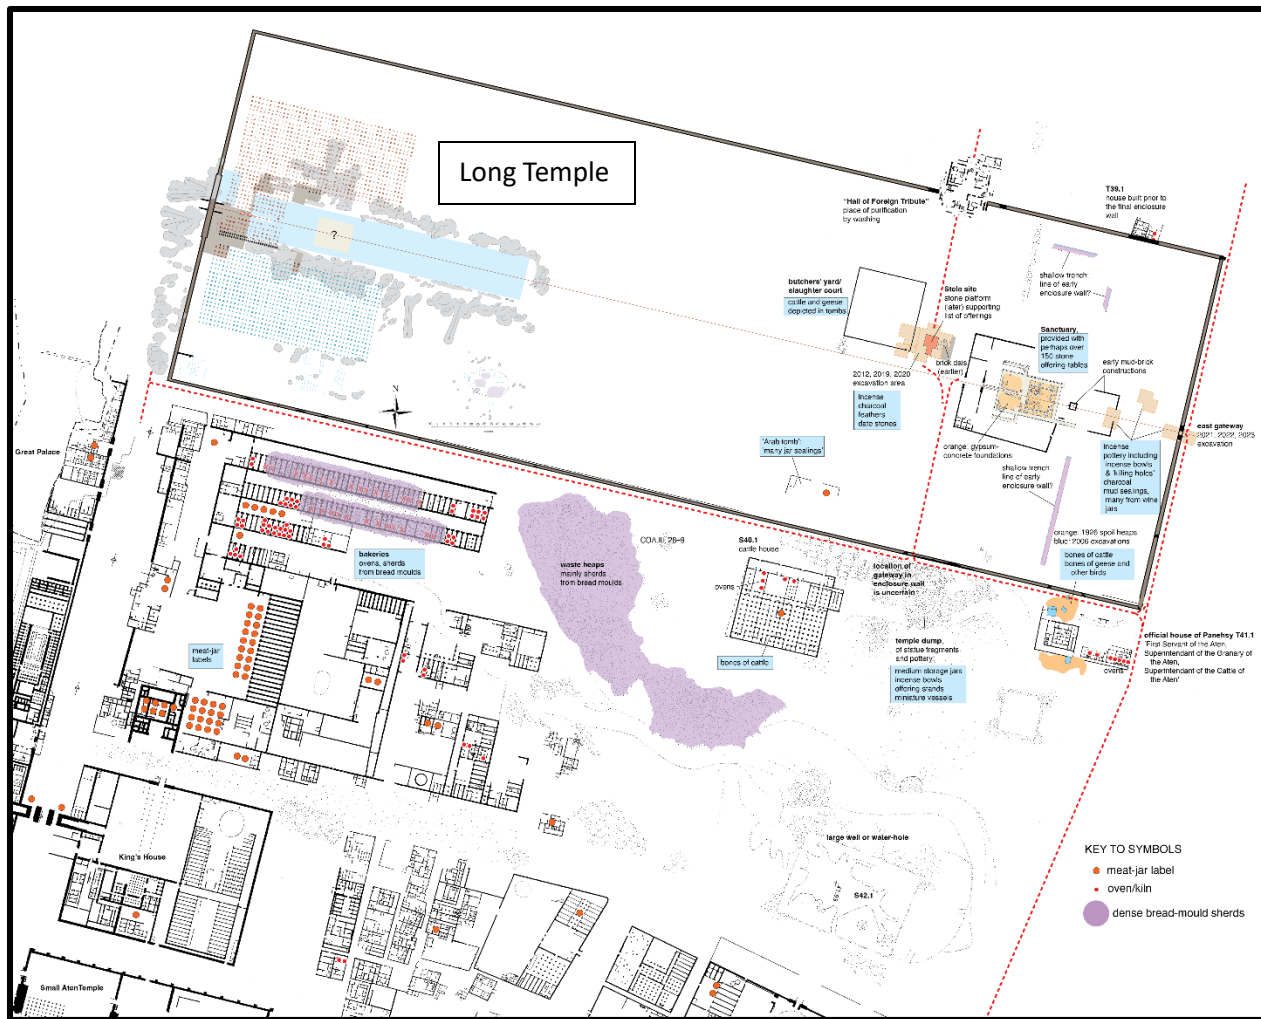 Long Temple
?
"Hall of Foreign Tribute"
place of purification
by washing
T39.1
house built prior to
the final enclosure
wall
shallow trench:
line of early
enclosure wall?
butchers' yard/
slaughter court
cattle and geese
depicted in tombs
Stela site
stone platform
(later) supporting
list of offerings
Sanctuary,
provided with
perhaps over
150 stone
offering tables
brick dais
(earlier)
early mud-brick
constructions
2012, 2019, 2020
excavation area
incense
charcoal
feathers
date stones
N
east gateway
2021, 2022, 2023
excavation
orange: gypsum-
concrete foundations
incense
pottery including
incense bowls
& 'killing holes'
charcoal
mud sealings,
many from wine
jars
Great Palace
'Arab tomb':
'many jar sealings'
shallow trench:
line of early
enclosure wall?
orange: 1926 spoil heaps
blue: 2006 excavations
bones of cattle
bones of geese and
other birds
bakeries
ovens, sherds
from bread moulds
waste heaps
mainly sherds
from bread moulds
S40.1
cattle house
ovens
location of
gateway in
enclosure wall
is uncertain
bones of cattle
temple dump,
of statue fragments
and pottery:
medium storage jars
incense bowls
offering stands
miniature vessels
official house of Panehsy T41.1
'First Servant of the Aten,
Superintendant of the Granary of
the Aten,
Superintendant of the Cattle of
the Aten'
ovens
meat-jar
labels
large well or water-hole
S42.1
King's House
Small Aten Temple
KEY TO SYMBOLS
meat-jar label
oven/kiln
dense bread-mould sherds